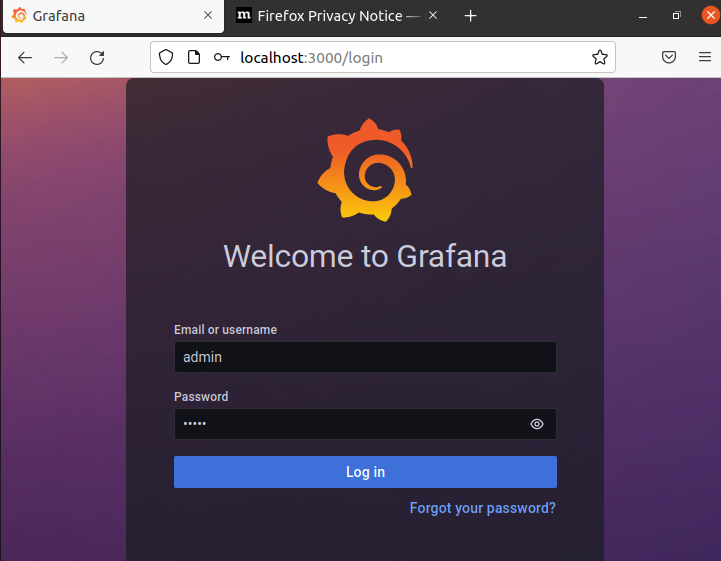 Grafana
m Firefox Privacy Notice —
localhost:3000/login
Welcome to Grafana
Email or username
admin
Password
•••••
Log in
Forgot your password?